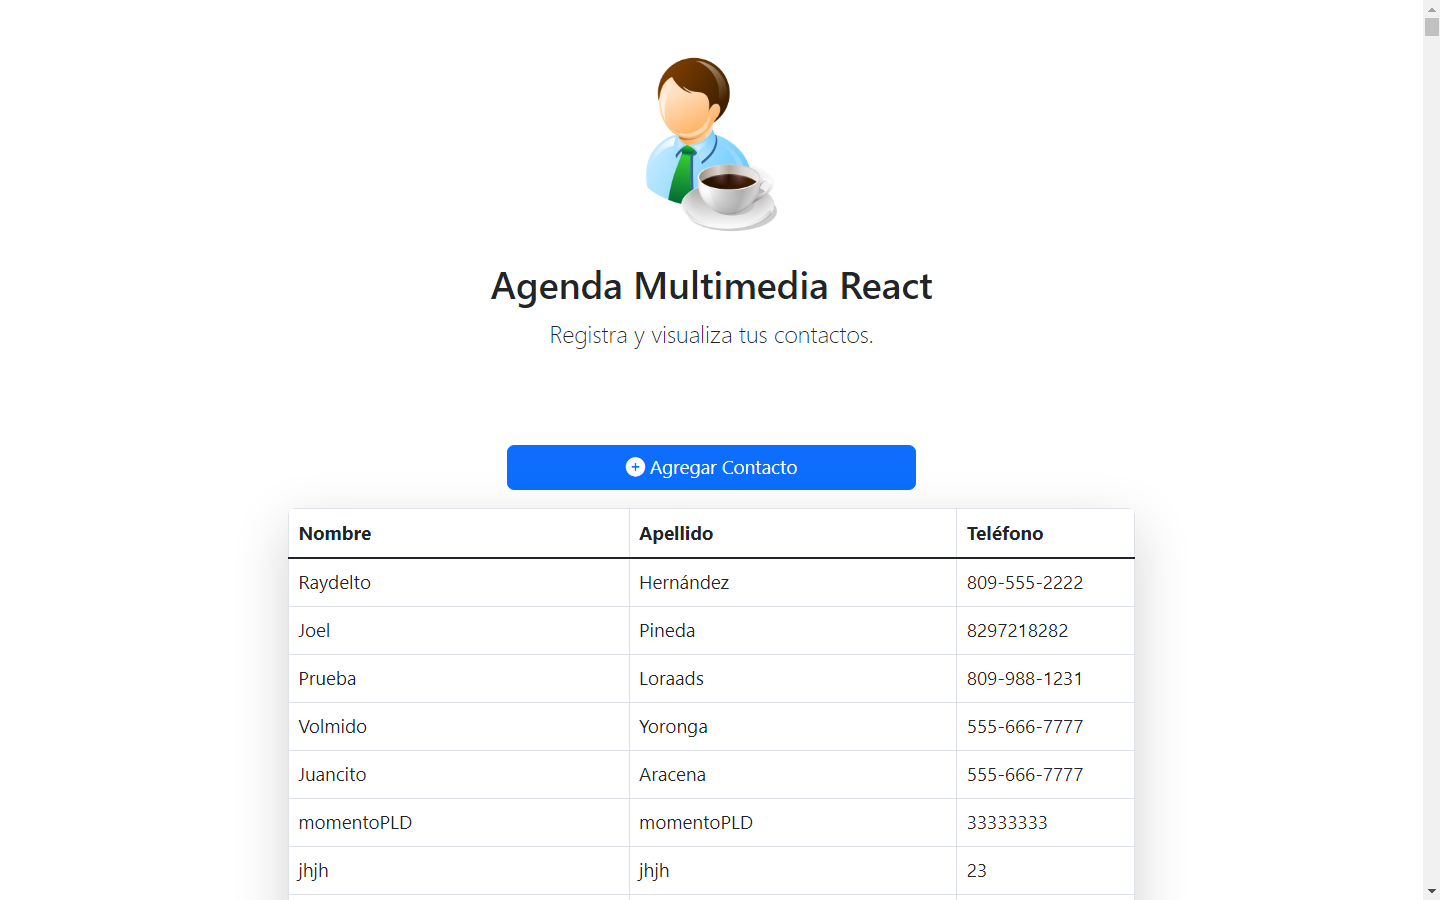 Agenda Multimedia React
Registra y visualiza tus contactos.
Agregar Contacto
Nombre Apellido Teléfono
Raydelto Hernández 809-555-2222
Joel Pineda 8297218282
Prueba Loraads 809-988-1231
Volmido Yoronga 555-666-7777
Juancito Aracena 555-666-7777
momentoPLD momentoPLD 33333333
jhjh jhjh 23